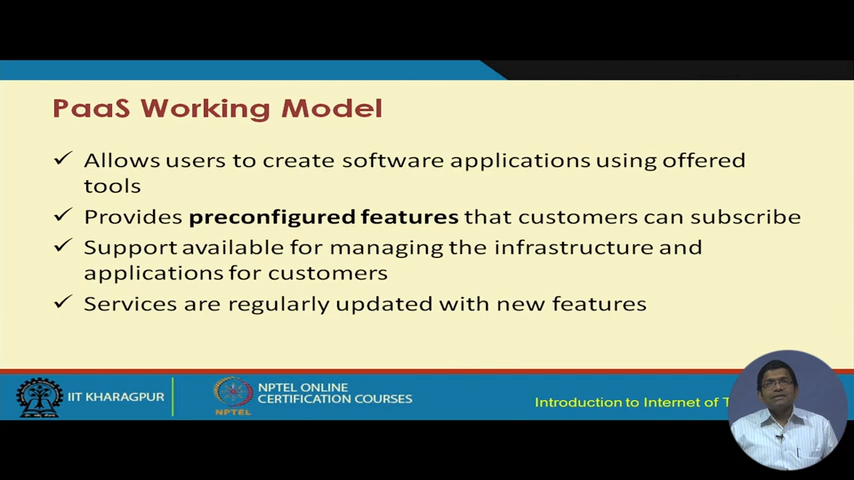 PaaS Working Model
✓ Allows users to create software applications using offered
tools
✓ Provides preconfigured features that customers can subscribe
✓ Support available for managing the infrastructure and
applications for customers
✓ Services are regularly updated with new features
IIT KHARAGPUR
NPTEL
NPTEL ONLINE
CERTIFICATION COURSES
Introduction to Internet of